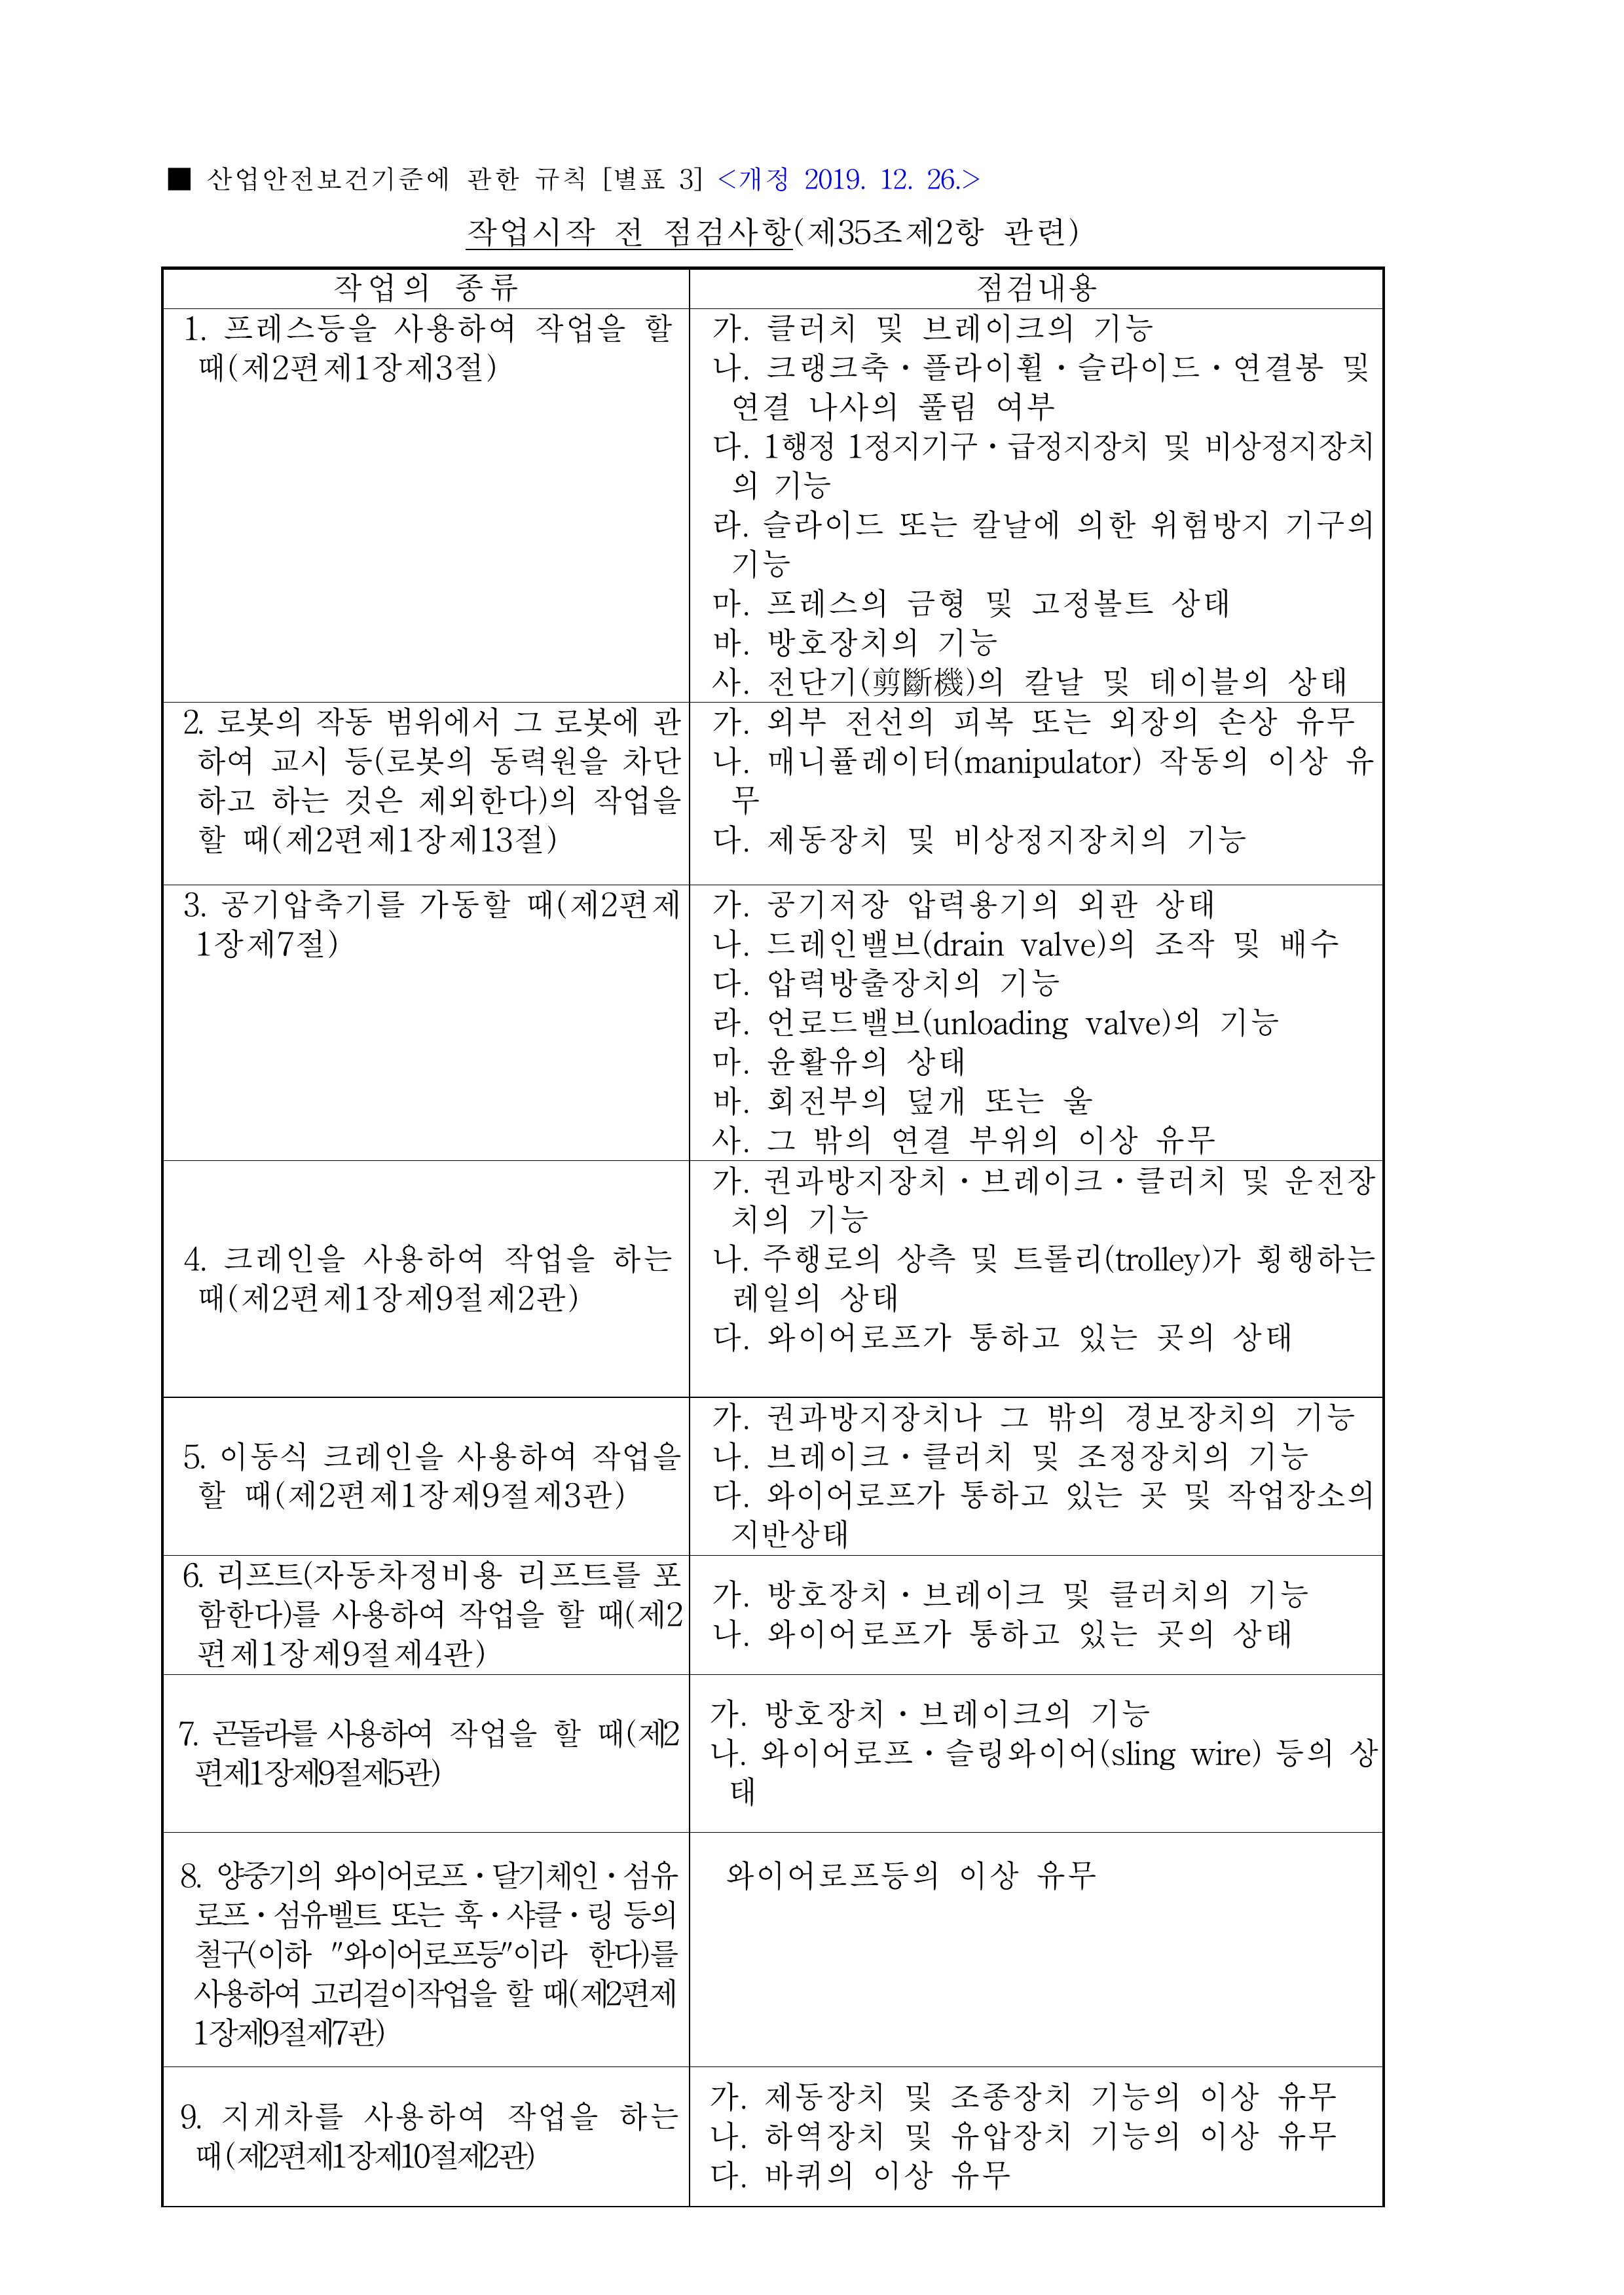 ■ 산업안전보건기준에 관한 규칙 [별표 3] <개정 2019. 12. 26.>
작업시작 전 점검사항(제35조제2항 관련)
작업의 종류
점검내용
1. 프레스등을 사용하여 작업을 할
때(제2편제1장제3절)
가. 클러치 및 브레이크의 기능
나. 크랭크축·플라이휠·슬라이드·연결봉 및
연결 나사의 풀림 여부
다. 1행정 1정지기구·급정지장치 및 비상정지장치
의 기능
라. 슬라이드 또는 칼날에 의한 위험방지 기구의
기능
마. 프레스의 금형 및 고정볼트 상태
바. 방호장치의 기능
사. 전단기(剪斷機)의 칼날 및 테이블의 상태
2. 로봇의 작동 범위에서 그 로봇에 관
하여 교시 등(로봇의 동력원을 차단
하고 하는 것은 제외한다)의 작업을
할 때(제2편제1장제13절)
가. 외부 전선의 피복 또는 외장의 손상 유무
나. 매니퓰레이터(manipulator) 작동의 이상 유
무
다. 제동장치 및 비상정지장치의 기능
3. 공기압축기를 가동할 때(제2편제
1장제7절)
가. 공기저장 압력용기의 외관 상태
나. 드레인밸브(drain valve)의 조작 및 배수
다. 압력방출장치의 기능
라. 언로드밸브(unloading valve)의 기능
마. 윤활유의 상태
바. 회전부의 덮개 또는 울
사. 그 밖의 연결 부위의 이상 유무
4. 크레인을 사용하여 작업을 하는
때(제2편제1장제9절제2관)
가. 권과방지장치·브레이크·클러치 및 운전장
치의 기능
나. 주행로의 상측 및 트롤리(trolley)가 횡행하는
레일의 상태
다. 와이어로프가 통하고 있는 곳의 상태
5. 이동식 크레인을 사용하여 작업을
할 때(제2편제1장제9절제3관)
가. 권과방지장치나 그 밖의 경보장치의 기능
나. 브레이크·클러치 및 조정장치의 기능
다. 와이어로프가 통하고 있는 곳 및 작업장소의
지반상태
6. 리프트(자동차정비용 리프트를 포
함한다)를 사용하여 작업을 할 때(제2
편제1장제9절제4관)
가. 방호장치·브레이크 및 클러치의 기능
나. 와이어로프가 통하고 있는 곳의 상태
7. 곤돌라를 사용하여 작업을 할 때(제2
편제1장제9절제5관)
가. 방호장치·브레이크의 기능
나. 와이어로프·슬링와이어(sling wire) 등의 상
태
8. 양중기의 와이어로프·달기체인·섬유
로프·섬유벨트 또는 훅·샤클·링 등의
철구(이하 "와이어로프등"이라 한다)를
사용하여 고리걸이작업을 할 때(제2편제
1장제9절제7관)
와이어로프등의 이상 유무
9. 지게차를 사용하여 작업을 하는
때(제2편제1장제10절제2관)
가. 제동장치 및 조종장치 기능의 이상 유무
나. 하역장치 및 유압장치 기능의 이상 유무
다. 바퀴의 이상 유무